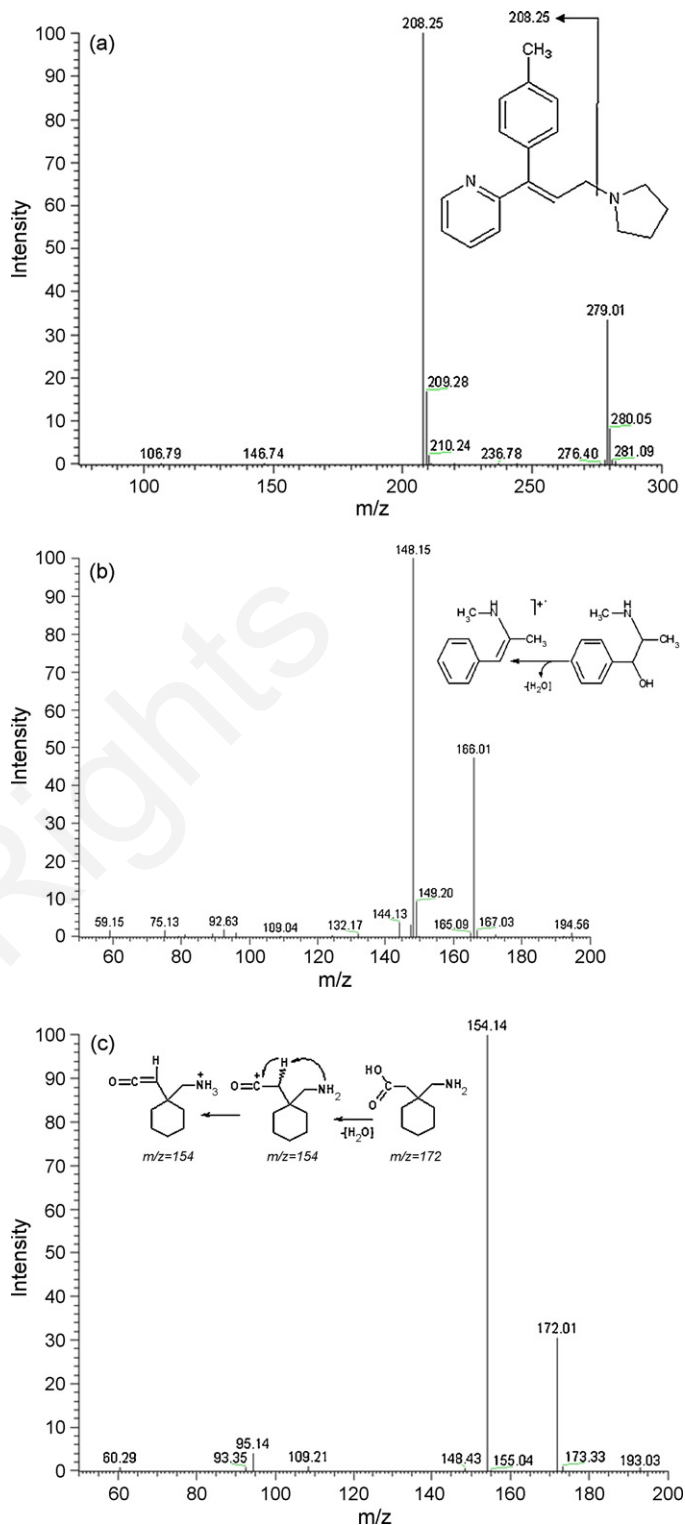 (a)
208.25
208.25
CH₃
N
N
279.01
209.28
280.05
210.24
106.79
146.74
236.78
276.40
281.09
100
90
80
70
60
50
40
30
20
10
0
Intensity
100
150
200
250
300
m/z
(b)
148.15
H₃C
H
N
CH₃
]+·
-[H₂O]
H₃C
H
N
CH₃
OH
166.01
149.20
144.13
59.15
75.13
92.63
109.04
132.17
165.09
167.03
194.56
100
90
80
70
60
50
40
30
20
10
0
Intensity
60
80
100
120
140
160
180
200
m/z
Rights
(c)
154.14
H
O=C
NH₃
+
m/z=154
+
O=C
H
NH₂
m/z=154
-[H₂O]
HO
O
NH₂
m/z=172
172.01
60.29
93.35
95.14
109.21
148.43
155.04
173.33
193.03
100
90
80
70
60
50
40
30
20
10
0
Intensity
60
80
100
120
140
160
180
200
m/z